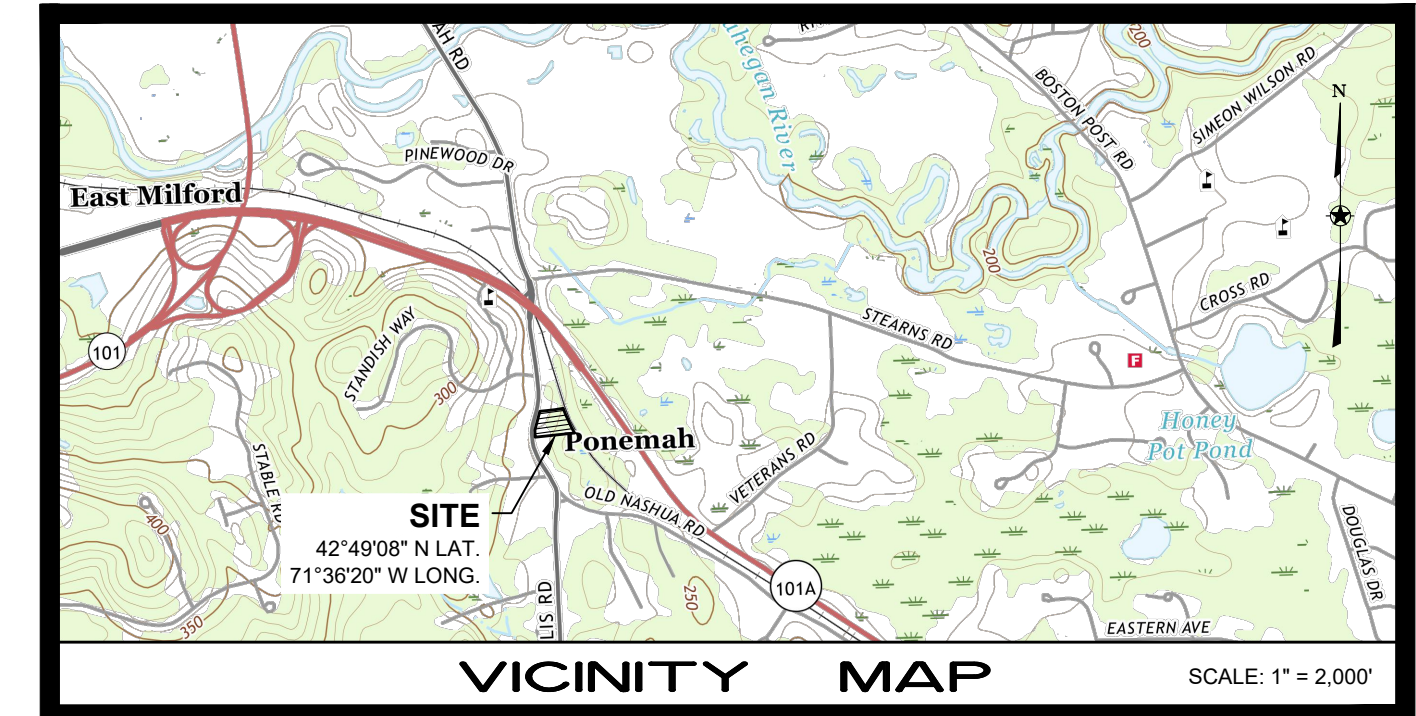 AH RD
uhegan River
200
BOSTON POST RD
SIMEON WILSON RD
N
PINEWOOD DR
East Milford
200
CROSS RD
101
STANDISH WAY
300
STEARNS RD
F
Honey
Pot Pond
Ponemah
STABLE RD
VETERANS RD
OLD NASHUA RD
400
SITE
42°49'08" N LAT.
71°36'20" W LONG.
DOUGLAS DR
101A
250
LIS RD
350
EASTERN AVE
VICINITY MAP
SCALE: 1" = 2,000'